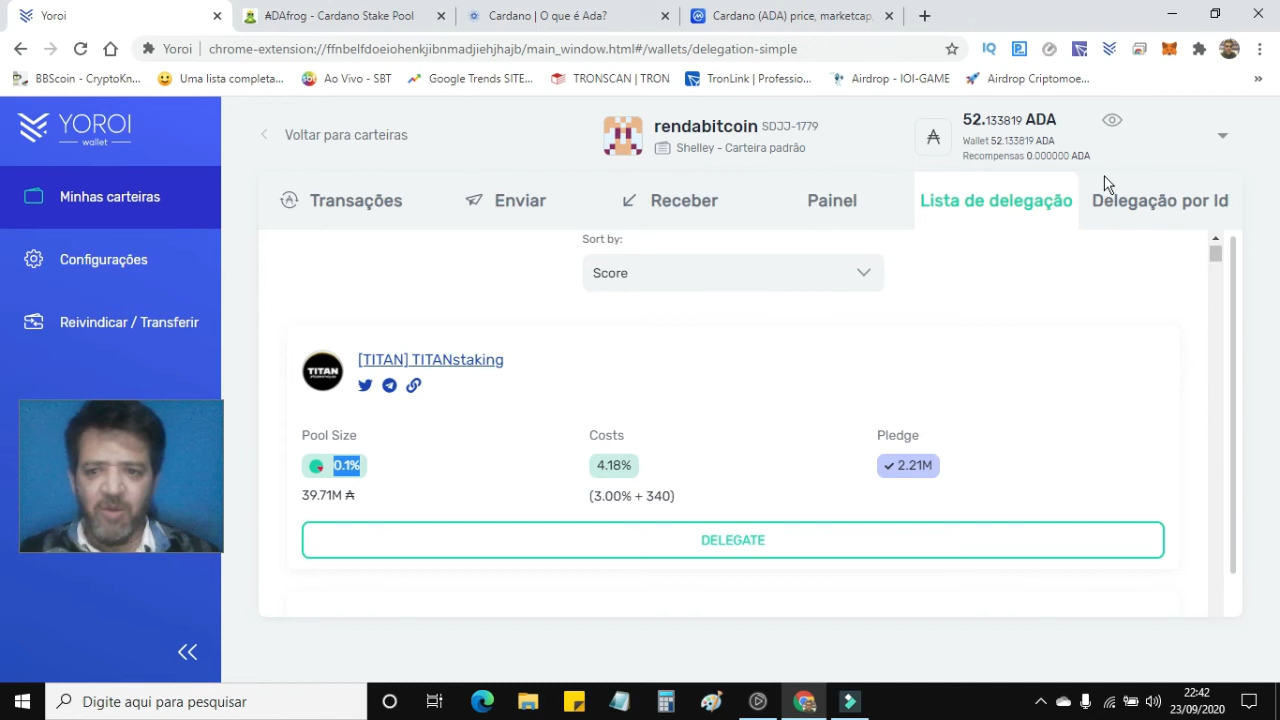 Yoroi
₳DAfrog - Cardano Stake Pool
Cardano | O que é Ada?
Cardano (ADA) price, marketcap,
Yoroi | chrome-extension://ffnbelfdoeiohenkjibnmadjiehjhajb/main_window.html#/wallets/delegation-simple
BBScoin - CryptoKn...
Uma lista completa...
Ao Vivo - SBT
Google Trends SITE...
TRONSCAN | TRON
TronLink | Professio...
Airdrop - IOI-GAME
Airdrop Criptomoe...
»
YOROI
wallet
Voltar para carteiras
rendabitcoin SDJJ-1779
Shelley - Carteira padrão
52.133819 ADA
Wallet 52.133819 ADA
Recompensas 0.000000 ADA
Minhas carteiras
Configurações
Reivindicar / Transferir
Transações
Enviar
Receber
Painel
Lista de delegação
Delegação por Id
Sort by:
Score
TITAN
[TITAN] TITANstaking
Pool Size
Costs
Pledge
0.1%
4.18%
2.21M
39.71M ₳
(3.00% + 340)
DELEGATE
Digite aqui para pesquisar
22:42
23/09/2020